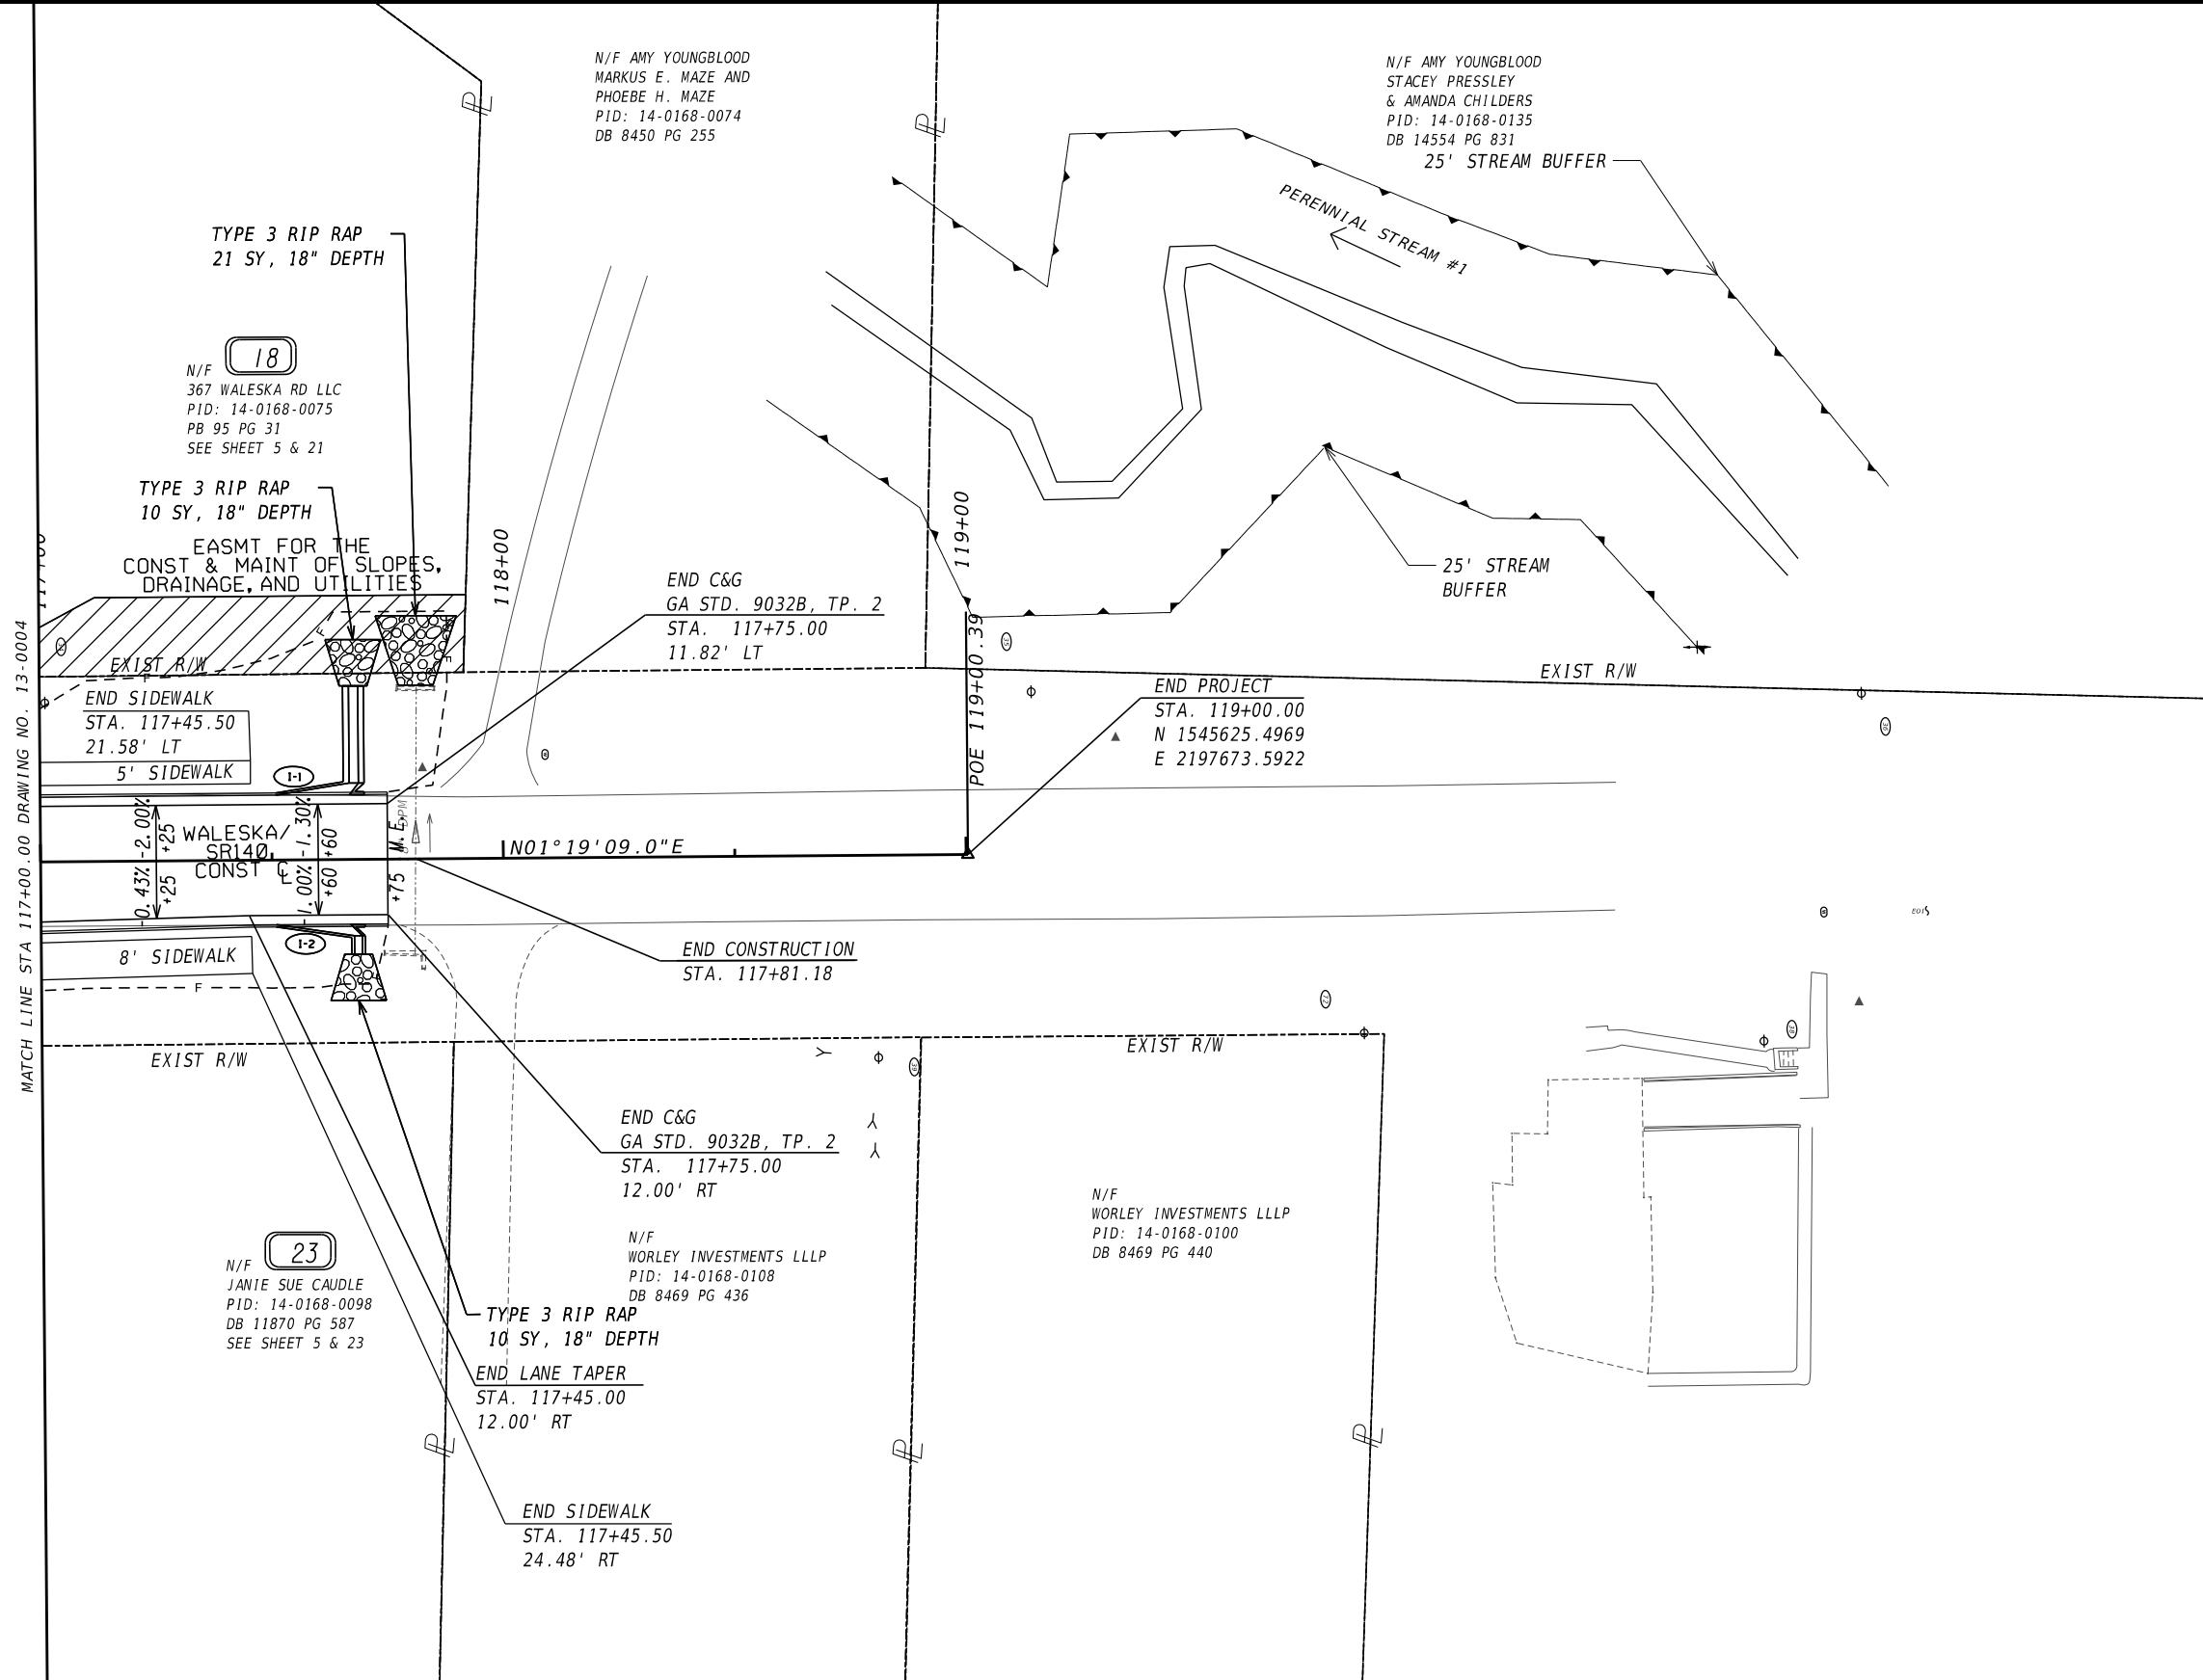 N/F AMY YOUNGBLOOD
MARKUS E. MAZE AND
PHOEBE H. MAZE
PID: 14-0168-0074
DB 8450 PG 255
N/F AMY YOUNGBLOOD
STACEY PRESSLEY
& AMANDA CHILDERS
PID: 14-0168-0135
DB 14554 PG 831
25' STREAM BUFFER
PERENNIAL STREAM #1
TYPE 3 RIP RAP
21 SY, 18" DEPTH
18
N/F
367 WALESKA RD LLC
PID: 14-0168-0075
PB 95 PG 31
SEE SHEET 5 & 21
TYPE 3 RIP RAP
10 SY, 18" DEPTH
EASMT FOR THE
CONST & MAINT OF SLOPES,
DRAINAGE, AND UTILITIES
118+00
119+00
END C&G
GA STD. 9032B, TP. 2
STA. 117+75.00
11.82' LT
25' STREAM
BUFFER
EXIST R/W
EXIST R/W
END SIDEWALK
STA. 117+45.50
21.58' LT
5' SIDEWALK
POE 119+00.39
END PROJECT
STA. 119+00.00
N 1545625.4969
E 2197673.5922
I-1
MATCH LINE STA 117+00.00 DRAWING NO. 13-0004
-2.00%
+25
-1.30%
+60
M.E.
WALESKA/
SR140
CONST ℄
N01°19'09.0"E
-0.43%
+25
-1.00%
+60
+75
I-2
8' SIDEWALK
F
END CONSTRUCTION
STA. 117+81.18
EXIST R/W
EXIST R/W
END C&G
GA STD. 9032B, TP. 2
STA. 117+75.00
12.00' RT
23
N/F
JANIE SUE CAUDLE
PID: 14-0168-0098
DB 11870 PG 587
SEE SHEET 5 & 23
N/F
WORLEY INVESTMENTS LLLP
PID: 14-0168-0108
DB 8469 PG 436
N/F
WORLEY INVESTMENTS LLLP
PID: 14-0168-0100
DB 8469 PG 440
TYPE 3 RIP RAP
10 SY, 18" DEPTH
END LANE TAPER
STA. 117+45.00
12.00' RT
END SIDEWALK
STA. 117+45.50
24.48' RT